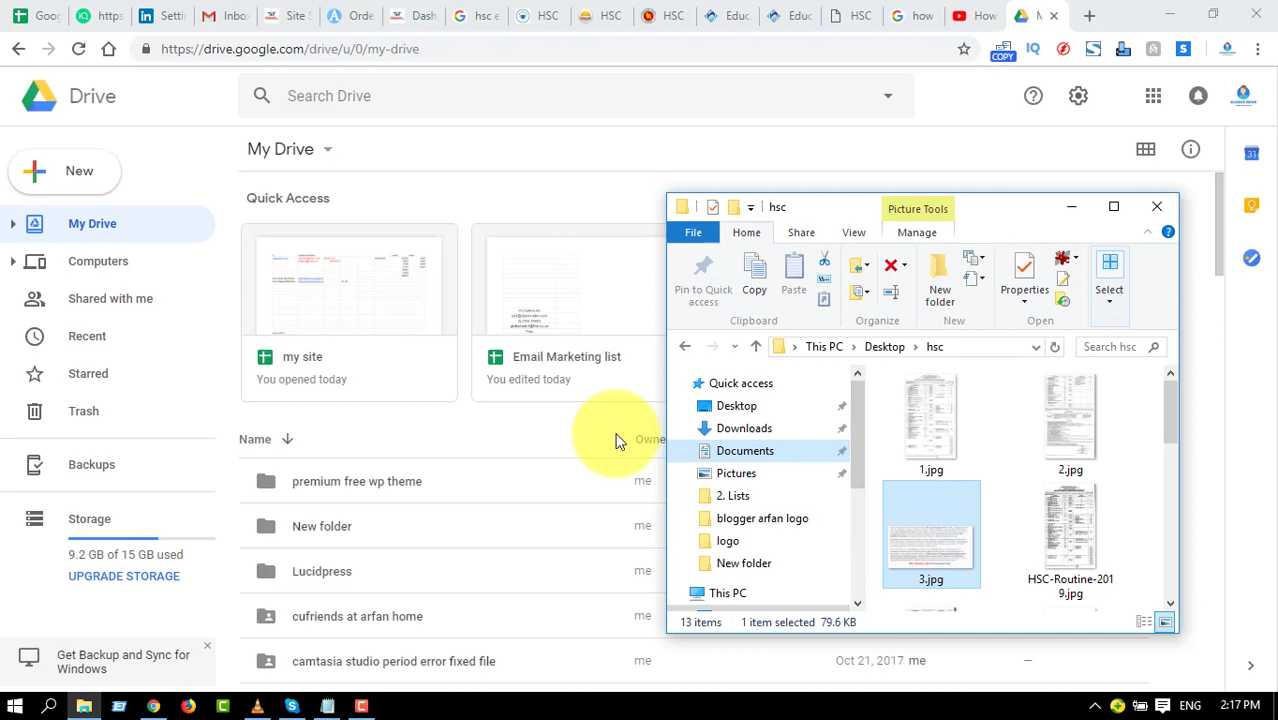 Goo
https
Setti
Inbo
Site S
Orde
Dash
hsc e
HSC
HSC
HSC
Educ
Educ
HSC
how
How
M
https://drive.google.com/drive/u/0/my-drive
COPY
IQ
S
Drive
Search Drive
New
My Drive
Computers
Shared with me
Recent
Starred
Trash
Backups
Storage
9.2 GB of 15 GB used
UPGRADE STORAGE
Get Backup and Sync for
Windows
My Drive
Quick Access
my site
You opened today
Email Marketing list
You edited today
Name
Owne
premium free wp theme
me
New folder
me
Lucidpress
me
cufriends at arfan home
me
camtasia studio period error fixed file
me
Oct 21, 2017 me
—
31
hsc
Picture Tools
File
Home
Share
View
Manage
Pin to Quick
access
Copy
Paste
New
folder
Properties
Select
Clipboard
Organize
New
Open
This PC
Desktop
hsc
Search hsc
Quick access
Desktop
Downloads
Documents
Pictures
2. Lists
blogger arfan logo
logo
New folder
This PC
1.jpg
2.jpg
3.jpg
HSC-Routine-201
9.jpg
13 items
1 item selected 79.6 KB
ENG
2:17 PM